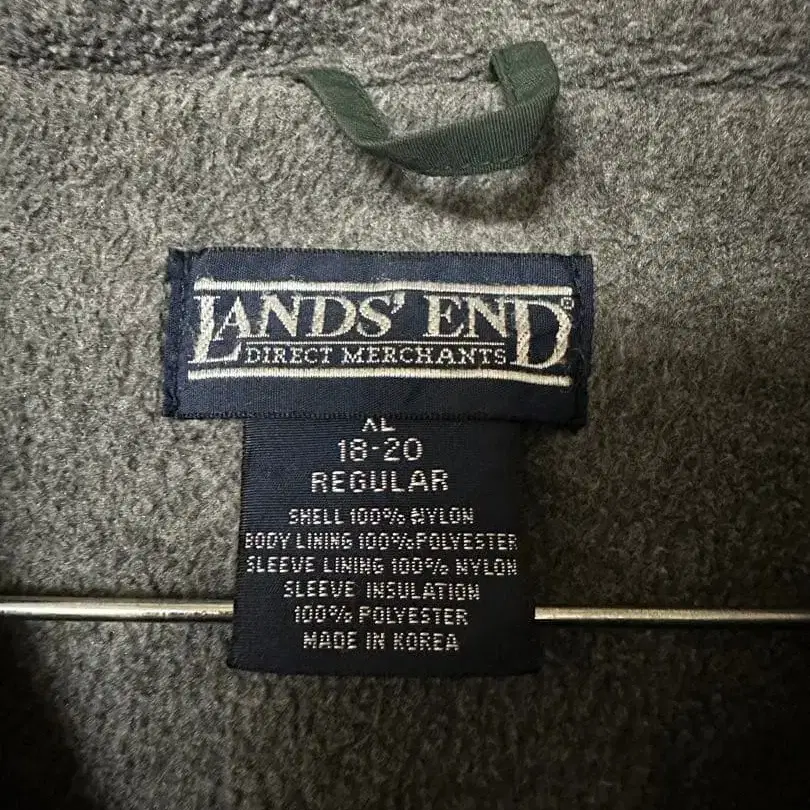 LANDS' END®
DIRECT MERCHANTS
XL
18-20
REGULAR
SHELL 100% NYLON
BODY LINING 100% POLYESTER
SLEEVE LINING 100% NYLON
SLEEVE INSULATION
100% POLYESTER
MADE IN KOREA